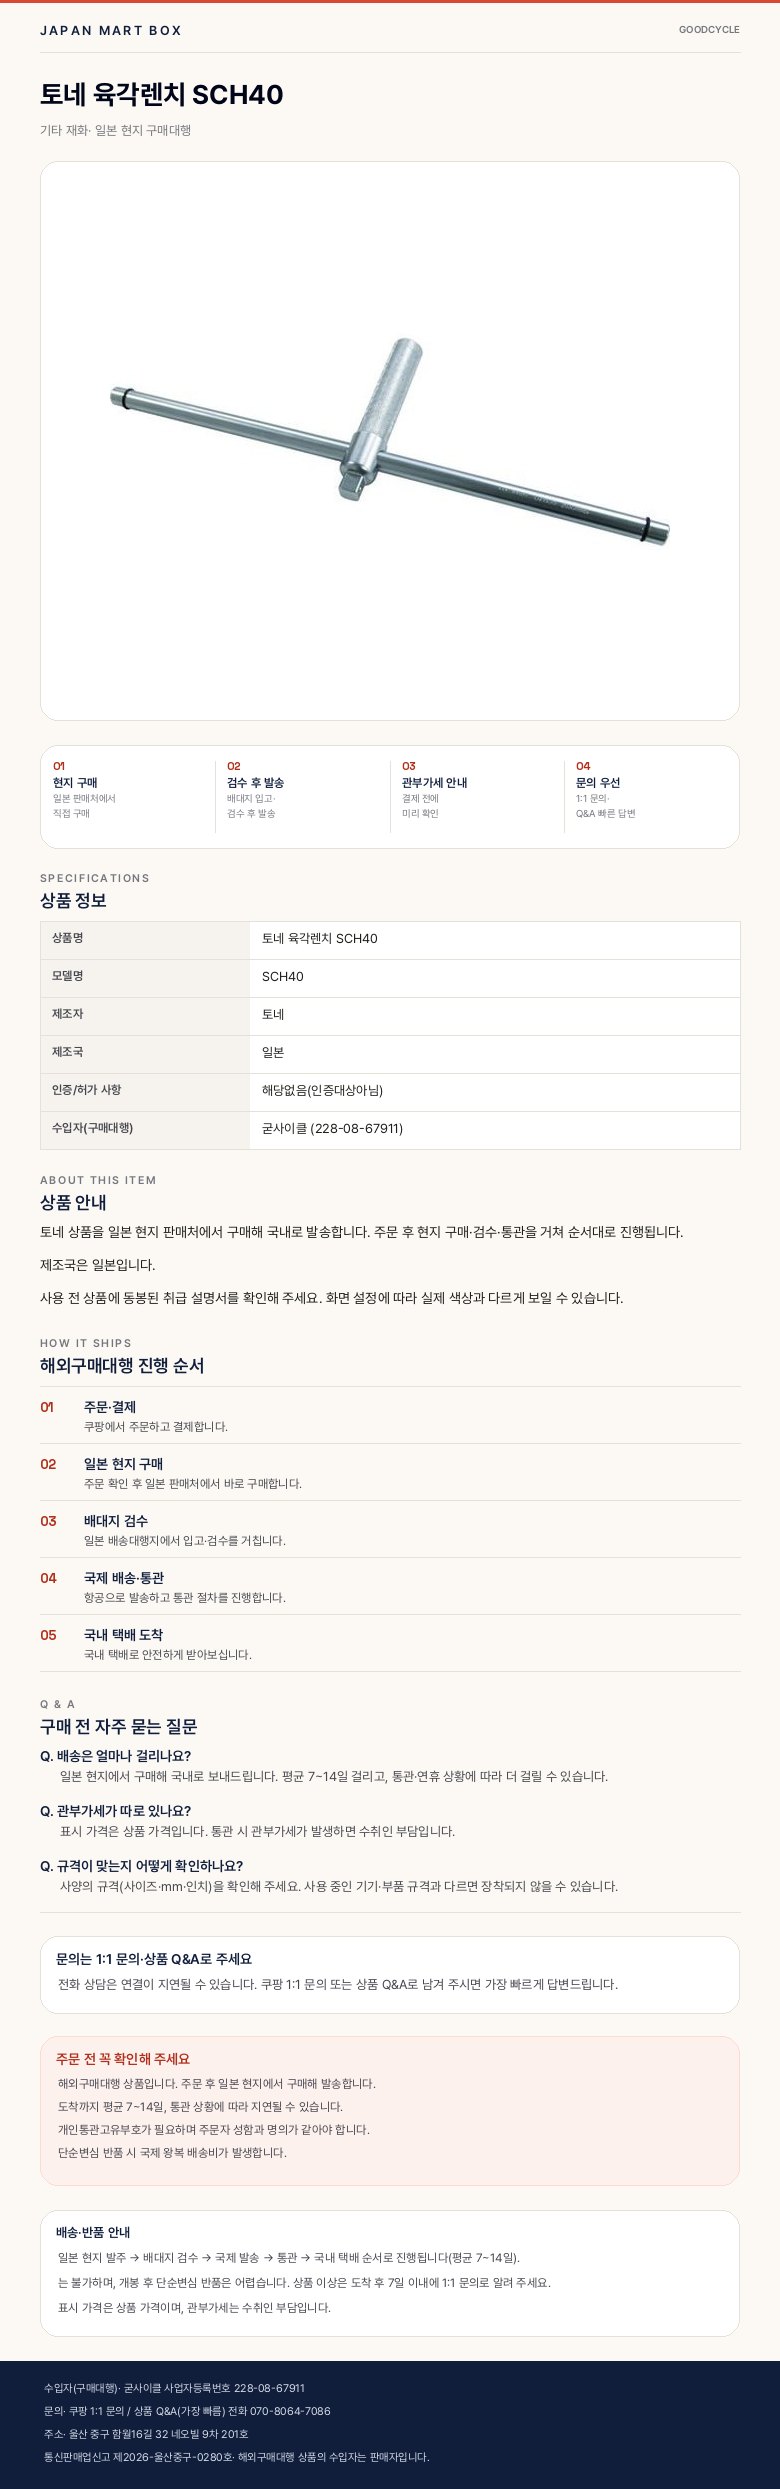 JAPAN MART BOX
GOODCYCLE
토네 육각렌치 SCH40
기타 재화· 일본 현지 구매대행
01
현지 구매
일본 판매처에서
직접 구매
02
검수 후 발송
배대지 입고·
검수 후 발송
03
관부가세 안내
결제 전에
미리 확인
04
문의 우선
1:1 문의·
Q&A 빠른 답변
SPECIFICATIONS
상품 정보
상품명 토네 육각렌치 SCH40
모델명 SCH40
제조자 토네
제조국 일본
인증/허가 사항 해당없음(인증대상아님)
수입자(구매대행) 굳사이클 (228-08-67911)
ABOUT THIS ITEM
상품 안내
토네 상품을 일본 현지 판매처에서 구매해 국내로 발송합니다. 주문 후 현지 구매·검수·통관을 거쳐 순서대로 진행됩니다.
제조국은 일본입니다.
사용 전 상품에 동봉된 취급 설명서를 확인해 주세요. 화면 설정에 따라 실제 색상과 다르게 보일 수 있습니다.
HOW IT SHIPS
해외구매대행 진행 순서
01 주문·결제
쿠팡에서 주문하고 결제합니다.
02 일본 현지 구매
주문 확인 후 일본 판매처에서 바로 구매합니다.
03 배대지 검수
일본 배송대행지에서 입고·검수를 거칩니다.
04 국제 배송·통관
항공으로 발송하고 통관 절차를 진행합니다.
05 국내 택배 도착
국내 택배로 안전하게 받아보십니다.
Q & A
구매 전 자주 묻는 질문
Q. 배송은 얼마나 걸리나요?
일본 현지에서 구매해 국내로 보내드립니다. 평균 7~14일 걸리고, 통관·연휴 상황에 따라 더 걸릴 수 있습니다.
Q. 관부가세가 따로 있나요?
표시 가격은 상품 가격입니다. 통관 시 관부가세가 발생하면 수취인 부담입니다.
Q. 규격이 맞는지 어떻게 확인하나요?
사양의 규격(사이즈·mm·인치)을 확인해 주세요. 사용 중인 기기·부품 규격과 다르면 장착되지 않을 수 있습니다.
문의는 1:1 문의·상품 Q&A로 주세요
전화 상담은 연결이 지연될 수 있습니다. 쿠팡 1:1 문의 또는 상품 Q&A로 남겨 주시면 가장 빠르게 답변드립니다.
주문 전 꼭 확인해 주세요
해외구매대행 상품입니다. 주문 후 일본 현지에서 구매해 발송합니다.
도착까지 평균 7~14일, 통관 상황에 따라 지연될 수 있습니다.
개인통관고유부호가 필요하며 주문자 성함과 명의가 같아야 합니다.
단순변심 반품 시 국제 왕복 배송비가 발생합니다.
배송·반품 안내
일본 현지 발주 → 배대지 검수 → 국제 발송 → 통관 → 국내 택배 순서로 진행됩니다(평균 7~14일).
는 불가하며, 개봉 후 단순변심 반품은 어렵습니다. 상품 이상은 도착 후 7일 이내에 1:1 문의로 알려 주세요.
표시 가격은 상품 가격이며, 관부가세는 수취인 부담입니다.
수입자(구매대행)· 굳사이클 사업자등록번호 228-08-67911
문의· 쿠팡 1:1 문의 / 상품 Q&A(가장 빠름) 전화 070-8064-7086
주소· 울산 중구 함월16길 32 네오빌 9차 201호
통신판매업신고 제2026-울산중구-0280호· 해외구매대행 상품의 수입자는 판매자입니다.